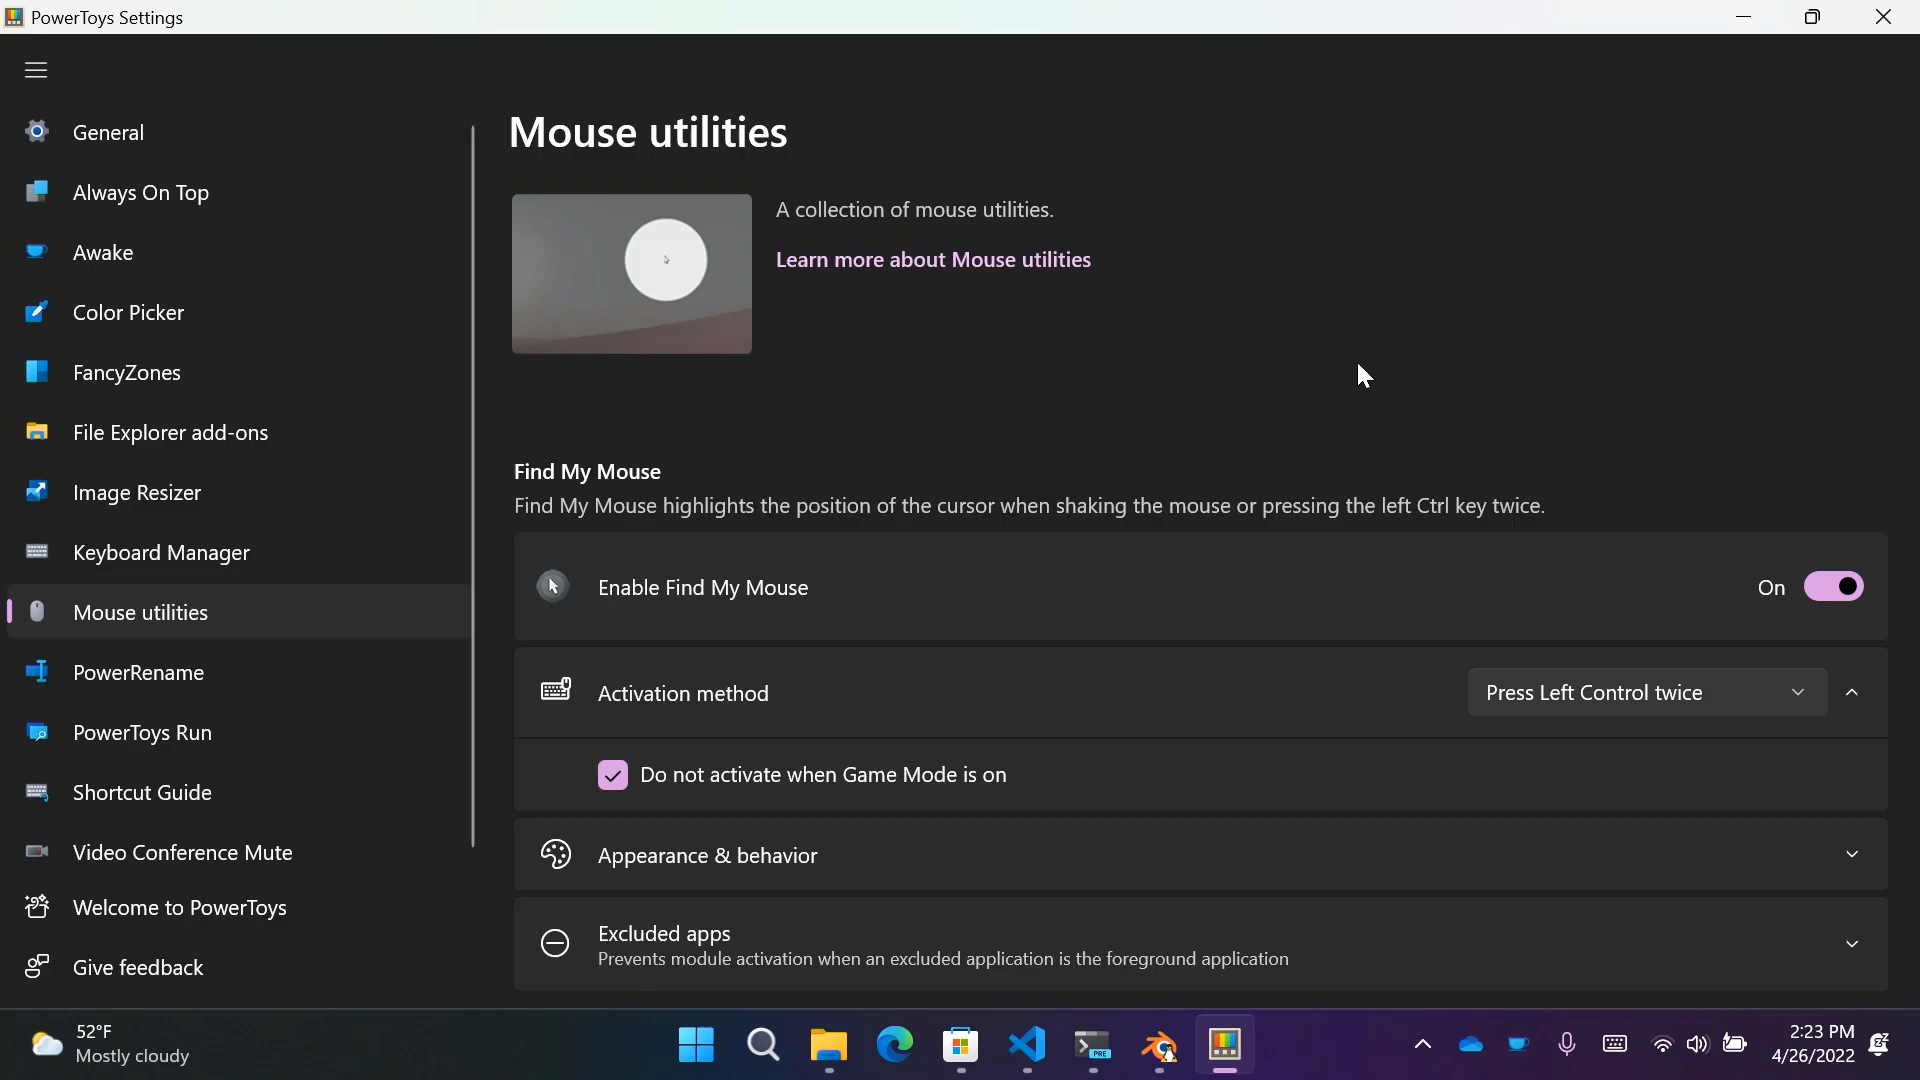 PowerToys Settings
General
Always On Top
Awake
Color Picker
FancyZones
File Explorer add-ons
Image Resizer
Keyboard Manager
Mouse utilities
PowerRename
PowerToys Run
Shortcut Guide
Video Conference Mute
Welcome to PowerToys
Give feedback
Mouse utilities
A collection of mouse utilities.
Learn more about Mouse utilities
Find My Mouse
Find My Mouse highlights the position of the cursor when shaking the mouse or pressing the left Ctrl key twice.
Enable Find My Mouse
On
Activation method
Press Left Control twice
Do not activate when Game Mode is on
Appearance & behavior
Excluded apps
Prevents module activation when an excluded application is the foreground application
52°F
Mostly cloudy
PRE
2:23 PM
4/26/2022